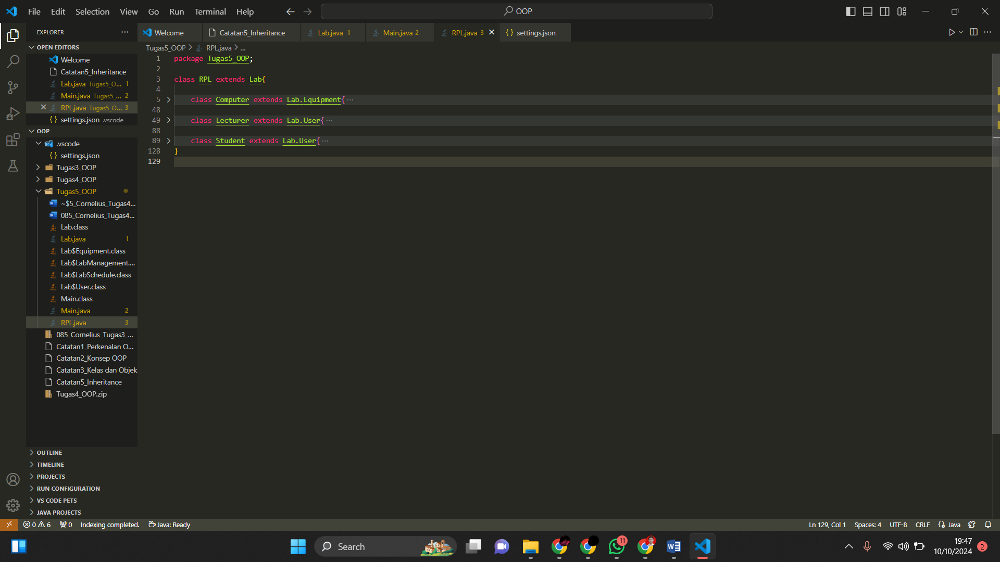 File Edit Selection View Go Run Terminal Help
OOP
EXPLORER
Welcome
Catatan5_Inheritance
Lab.java 1
Main.java 2
RPL.java 3
{} settings.json
Tugas5_OOP > RPL.java > ...
OPEN EDITORS
Welcome
Catatan5_Inheritance
Lab.java Tugas5_O... 1
Main.java Tugas5_... 2
RPL.java Tugas5_O... 3
{} settings.json .vscode
OOP
.vscode
{} settings.json
Tugas3_OOP
Tugas4_OOP
Tugas5_OOP
~$5_Cornelius_Tugas4...
085_Cornelius_Tugas4...
Lab.class
Lab.java 1
Lab$Equipment.class
Lab$LabManagement....
Lab$LabSchedule.class
Lab$User.class
Main.class
Main.java 2
RPL.java 3
085_Cornelius_Tugas3_...
Catatan1_Perkenalan O...
Catatan2_Konsep OOP
Catatan3_Kelas dan Objek
Catatan5_Inheritance
Tugas4_OOP.zip
OUTLINE
TIMELINE
PROJECTS
RUN CONFIGURATION
VS CODE PETS
JAVA PROJECTS
1 package Tugas5_OOP;
2
3 class RPL extends Lab{
4
5 class Computer extends Lab.Equipment{ ...
48
49 class Lecturer extends Lab.User{ ...
88
89 class Student extends Lab.User{ ...
128 }
129
0 6 0 Indexing completed. Java: Ready
Ln 129, Col 1 Spaces: 4 UTF-8 CRLF {} Java
Search
11
19:47
10/10/2024
2